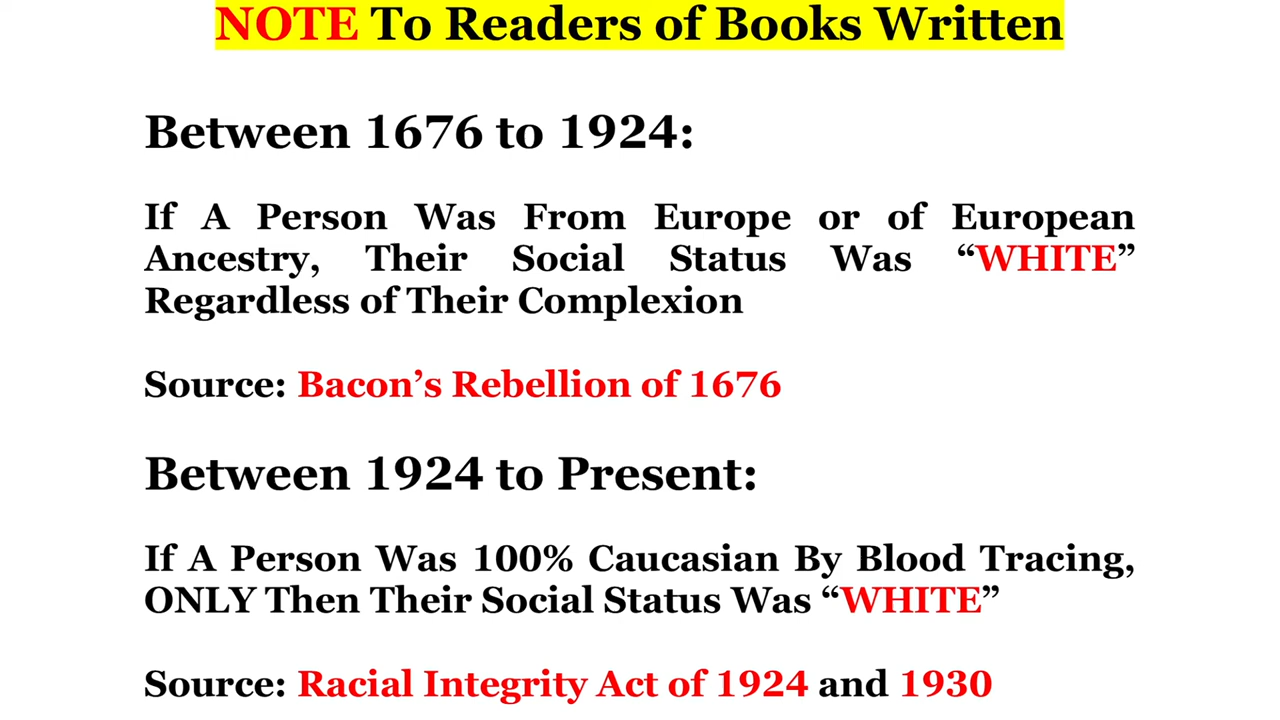 NOTE To Readers of Books Written
Between 1676 to 1924:
If A Person Was From Europe or of European
Ancestry, Their Social Status Was “WHITE”
Regardless of Their Complexion
Source: Bacon’s Rebellion of 1676
Between 1924 to Present:
If A Person Was 100% Caucasian By Blood Tracing,
ONLY Then Their Social Status Was “WHITE”
Source: Racial Integrity Act of 1924 and 1930